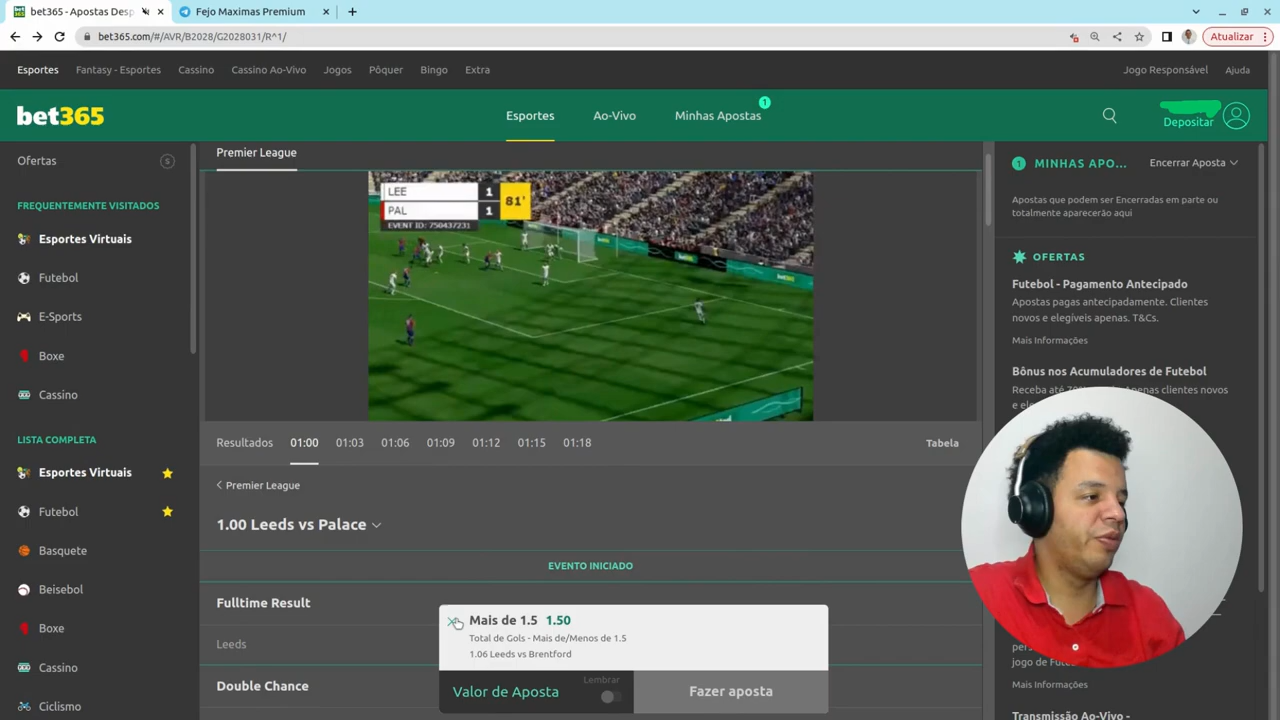 bet365 - Apostas Desp
Fejo Maximas Premium
bet365.com/#/AVR/B2028/G2028031/R^1/
Atualizar
Esportes
Fantasy - Esportes
Cassino
Cassino Ao-Vivo
Jogos
Pôquer
Bingo
Extra
Jogo Responsável
Ajuda
bet365
Esportes
Ao-Vivo
Minhas Apostas
1
Depositar
Ofertas
FREQUENTEMENTE VISITADOS
Esportes Virtuais
Futebol
E-Sports
Boxe
Cassino
LISTA COMPLETA
Esportes Virtuais
Futebol
Basquete
Beisebol
Boxe
Cassino
Ciclismo
Premier League
LEE 1
PAL 1
81'
EVENT ID: 750437231
bet365
Resultados
01:00
01:03
01:06
01:09
01:12
01:15
01:18
Tabela
Premier League
1.00 Leeds vs Palace
EVENTO INICIADO
Fulltime Result
Leeds
Double Chance
Mais de 1.5 1.50
Total de Gols - Mais de/Menos de 1.5
1.06 Leeds vs Brentford
Valor de Aposta
Lembrar
Fazer aposta
1 MINHAS APO...
Encerrar Aposta
Apostas que podem ser Encerradas em parte ou
totalmente aparecerão aqui
OFERTAS
Futebol - Pagamento Antecipado
Apostas pagas antecipadamente. Clientes
novos e elegíveis apenas. T&Cs.
Mais Informações
Bônus nos Acumuladores de Futebol
Receba até
clientes novos
e
jogo de Fute
Mais Informações
Transmissão Ao-Vivo -